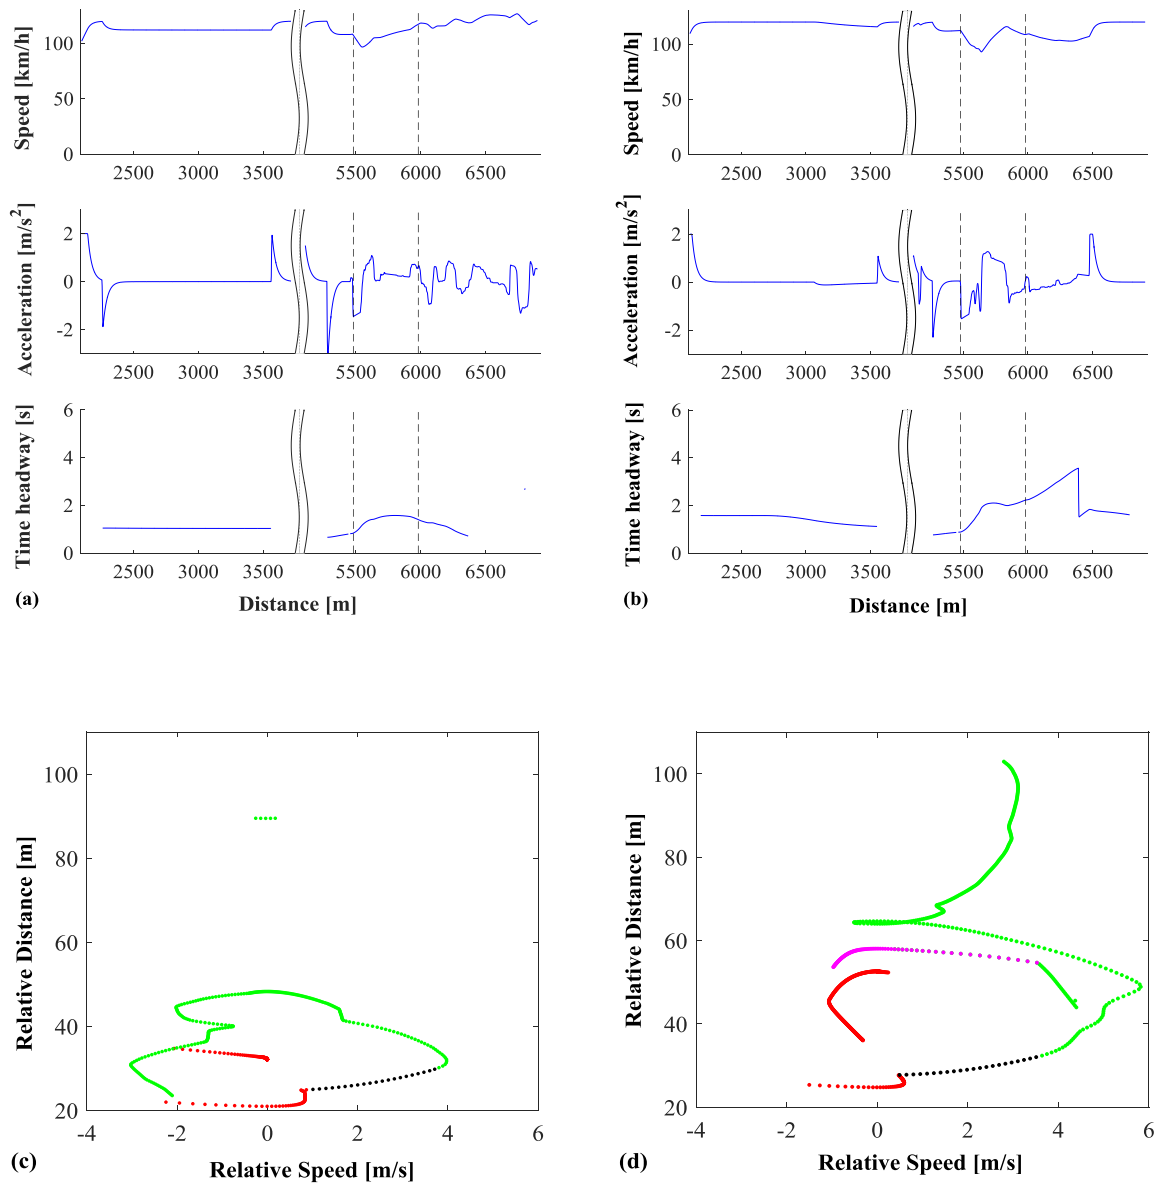 Speed [km/h]
100
50
0
2500 3000 3500 5500 6000 6500
Acceleration [m/s²]
2
0
-2
2500 3000 3500 5500 6000 6500
Time headway [s]
6
4
2
0
2500 3000 3500 5500 6000 6500
(a)
Distance [m]
Speed [km/h]
100
50
0
2500 3000 3500 5500 6000 6500
Acceleration [m/s²]
2
0
-2
2500 3000 3500 5500 6000 6500
Time headway [s]
6
4
2
0
2500 3000 3500 5500 6000 6500
(b)
Distance [m]
Relative Distance [m]
100
80
60
40
20
-4 -2 0 2 4 6
(c)
Relative Speed [m/s]
Relative Distance [m]
100
80
60
40
20
-4 -2 0 2 4 6
(d)
Relative Speed [m/s]